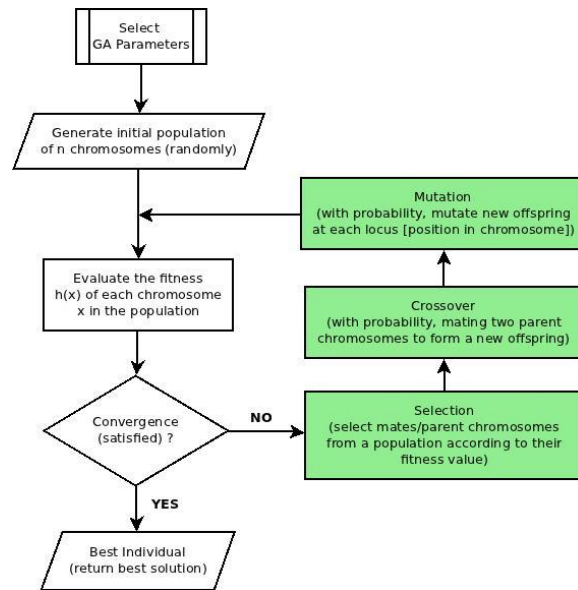 Select
GA Parameters
Generate initial population
of n chromosomes (randomly)
Evaluate the fitness
h(x) of each chromosome
x in the population
Convergence
(satisfied) ?
NO
YES
Best Individual
(return best solution)
Selection
(select mates/parent chromosomes
from a population according to their
fitness value)
Crossover
(with probability, mating two parent
chromosomes to form a new offspring)
Mutation
(with probability, mutate new offspring
at each locus [position in chromosome])